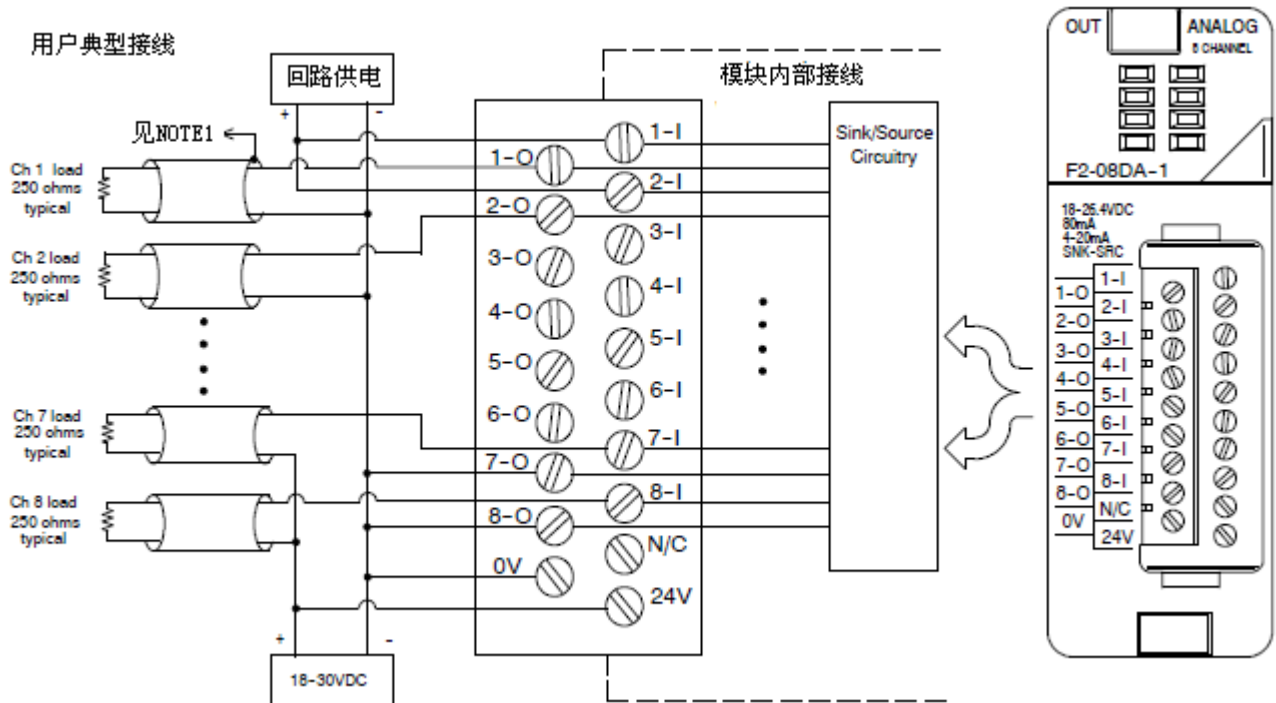 用户典型接线
回路供电
+ -
模块内部接线
见NOTE1
Ch 1 load
250 ohms
typical
Ch 2 load
250 ohms
typical
Ch 7 load
250 ohms
typical
Ch 8 load
250 ohms
typical
1-I
1-O
2-I
2-O
3-I
3-O
4-I
4-O
5-I
5-O
6-I
6-O
7-I
7-O
8-I
8-O
N/C
0V
24V
+ -
18-30VDC
Sink/Source
Circuitry
OUT
ANALOG
8 CHANNEL
F2-08DA-1
18-26.4VDC
80mA
4-20mA
SNK-SRC
1-I
1-O
2-I
2-O
3-I
3-O
4-I
4-O
5-I
5-O
6-I
6-O
7-I
7-O
8-I
8-O
N/C
0V
24V